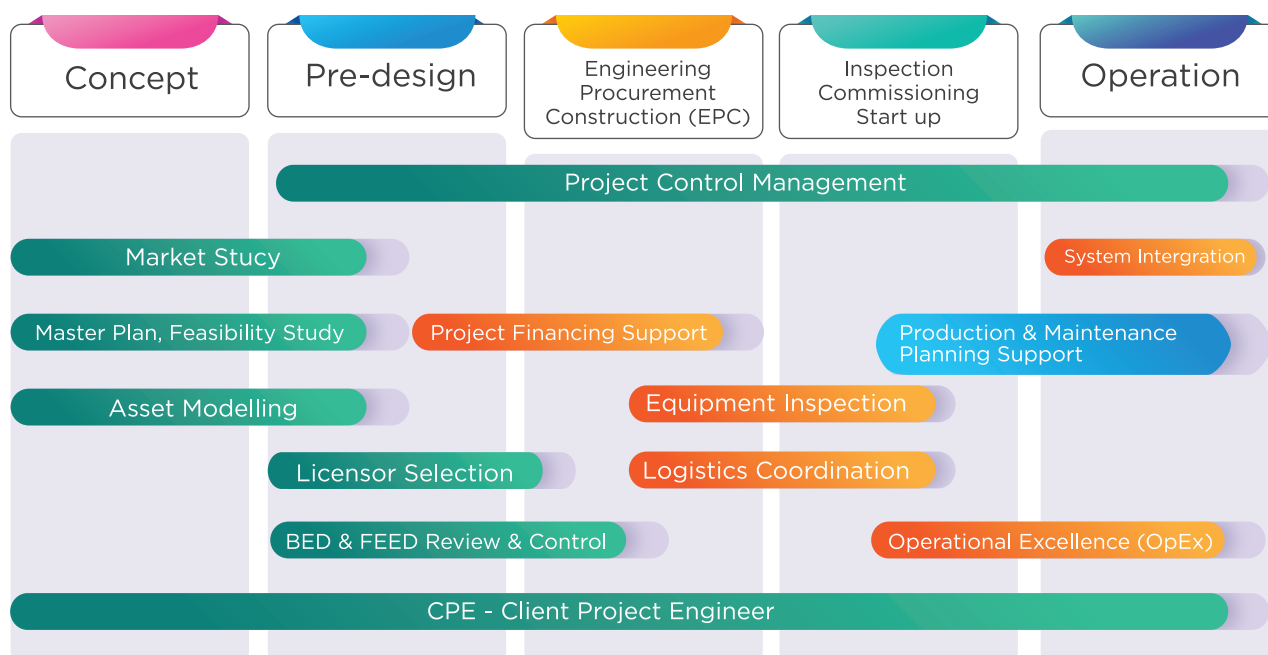 Concept
Pre-design
Engineering
Procurement
Construction (EPC)
Inspection
Commissioning
Start up
Operation
Project Control Management
Market Stucy
System Intergration
Master Plan, Feasibility Study
Project Financing Support
Production & Maintenance
Planning Support
Asset Modelling
Equipment Inspection
Licensor Selection
Logistics Coordination
BED & FEED Review & Control
Operational Excellence (OpEx)
CPE - Client Project Engineer